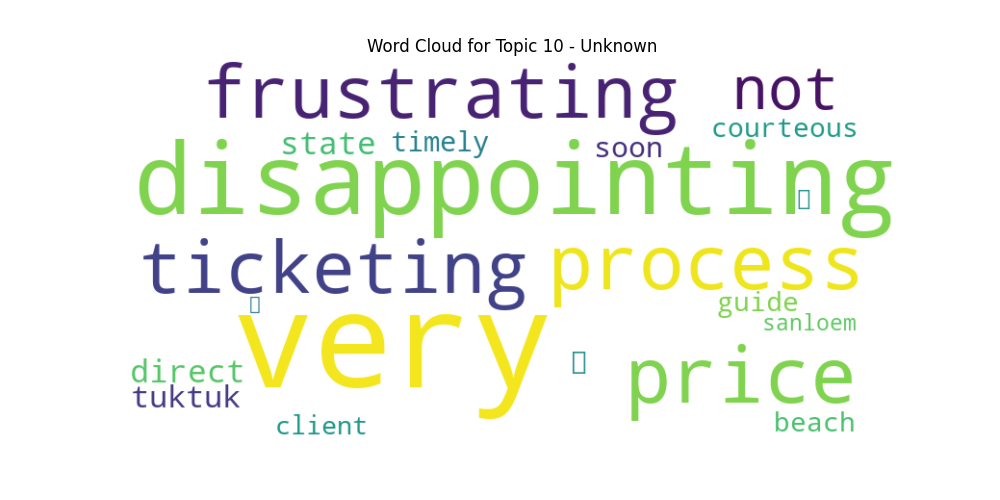 Word Cloud for Topic 10 - Unknown
frustrating not
courteous
state timely soon
disappointing
ticketing process
guide
sanloem
very
direct price
tuktuk
client beach